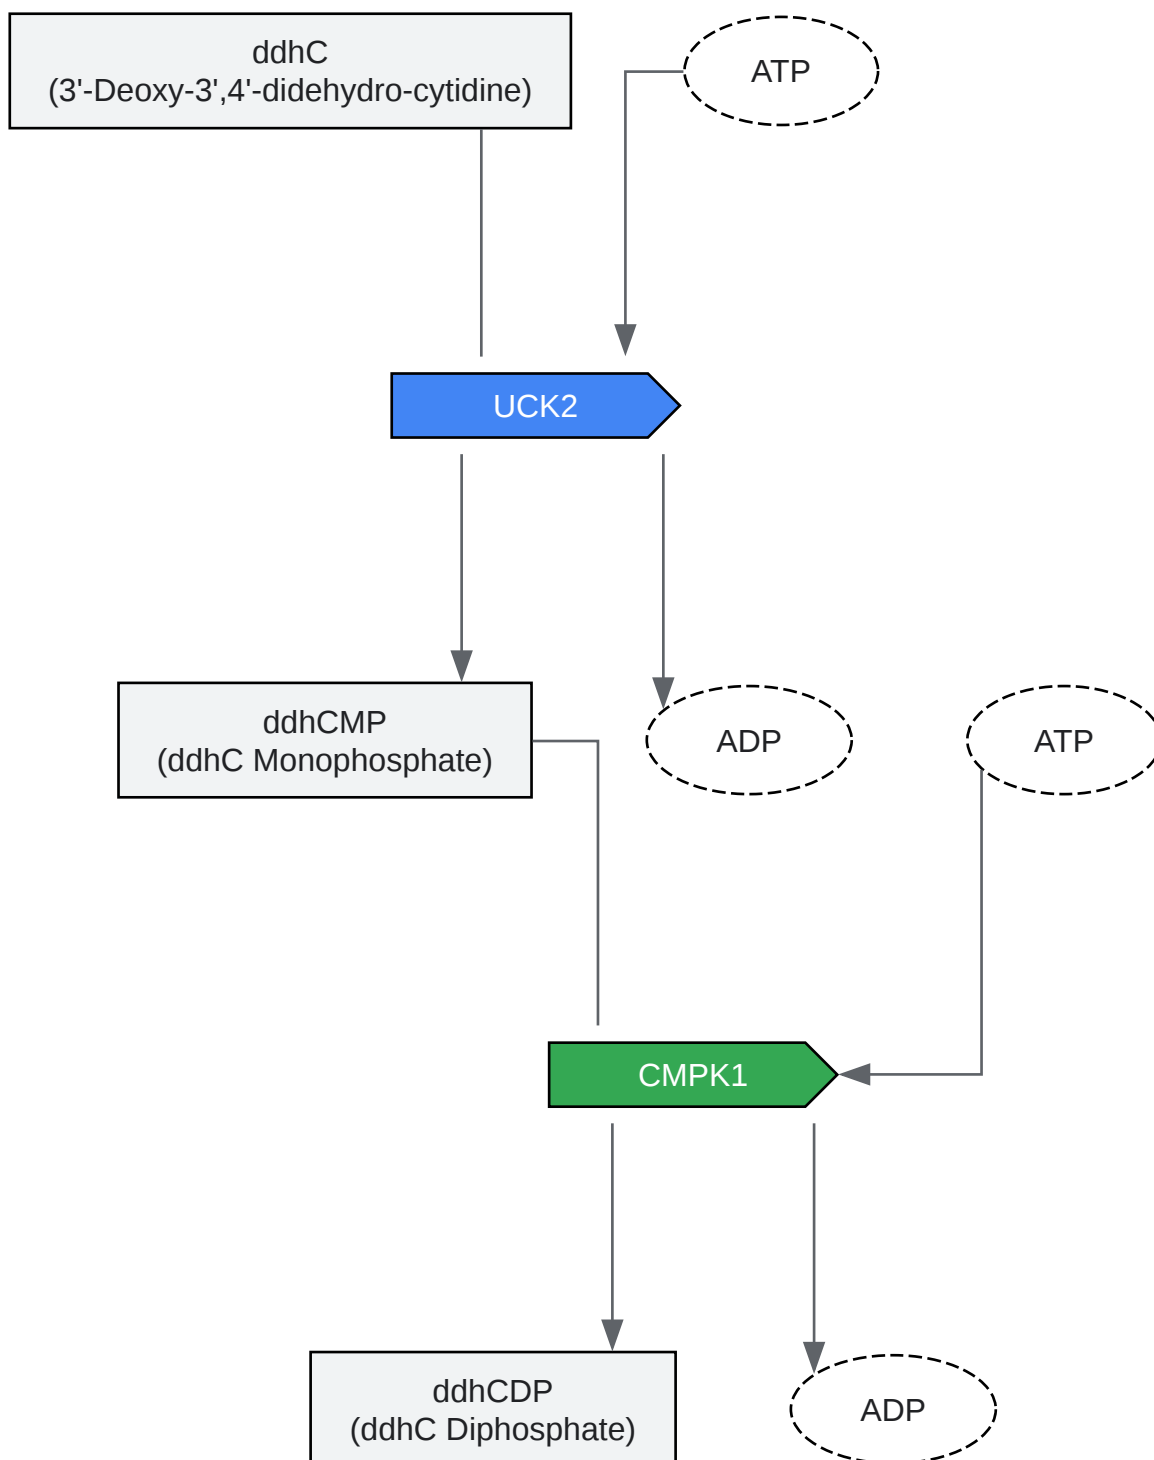 ddhC
(3'-Deoxy-3',4'-didehydro-cytidine)
ATP
UCK2
ddhCMP
(ddhC Monophosphate)
ADP
ATP
CMPK1
ddhCDP
(ddhC Diphosphate)
ADP